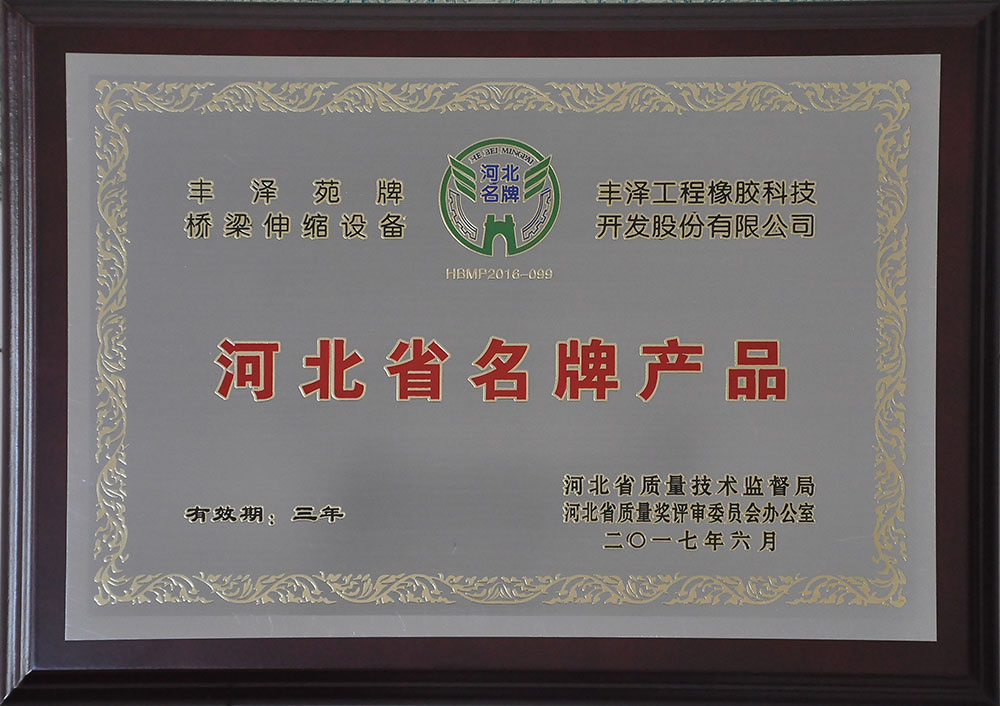 HE BEI MINGPAI
河北
名牌
丰泽苑牌
桥梁伸缩设备
丰泽工程橡胶科技
开发股份有限公司
HBMP2016-099
河北省名牌产品
有效期：三年
河北省质量技术监督局
河北省质量奖评审委员会办公室
二〇一七年六月